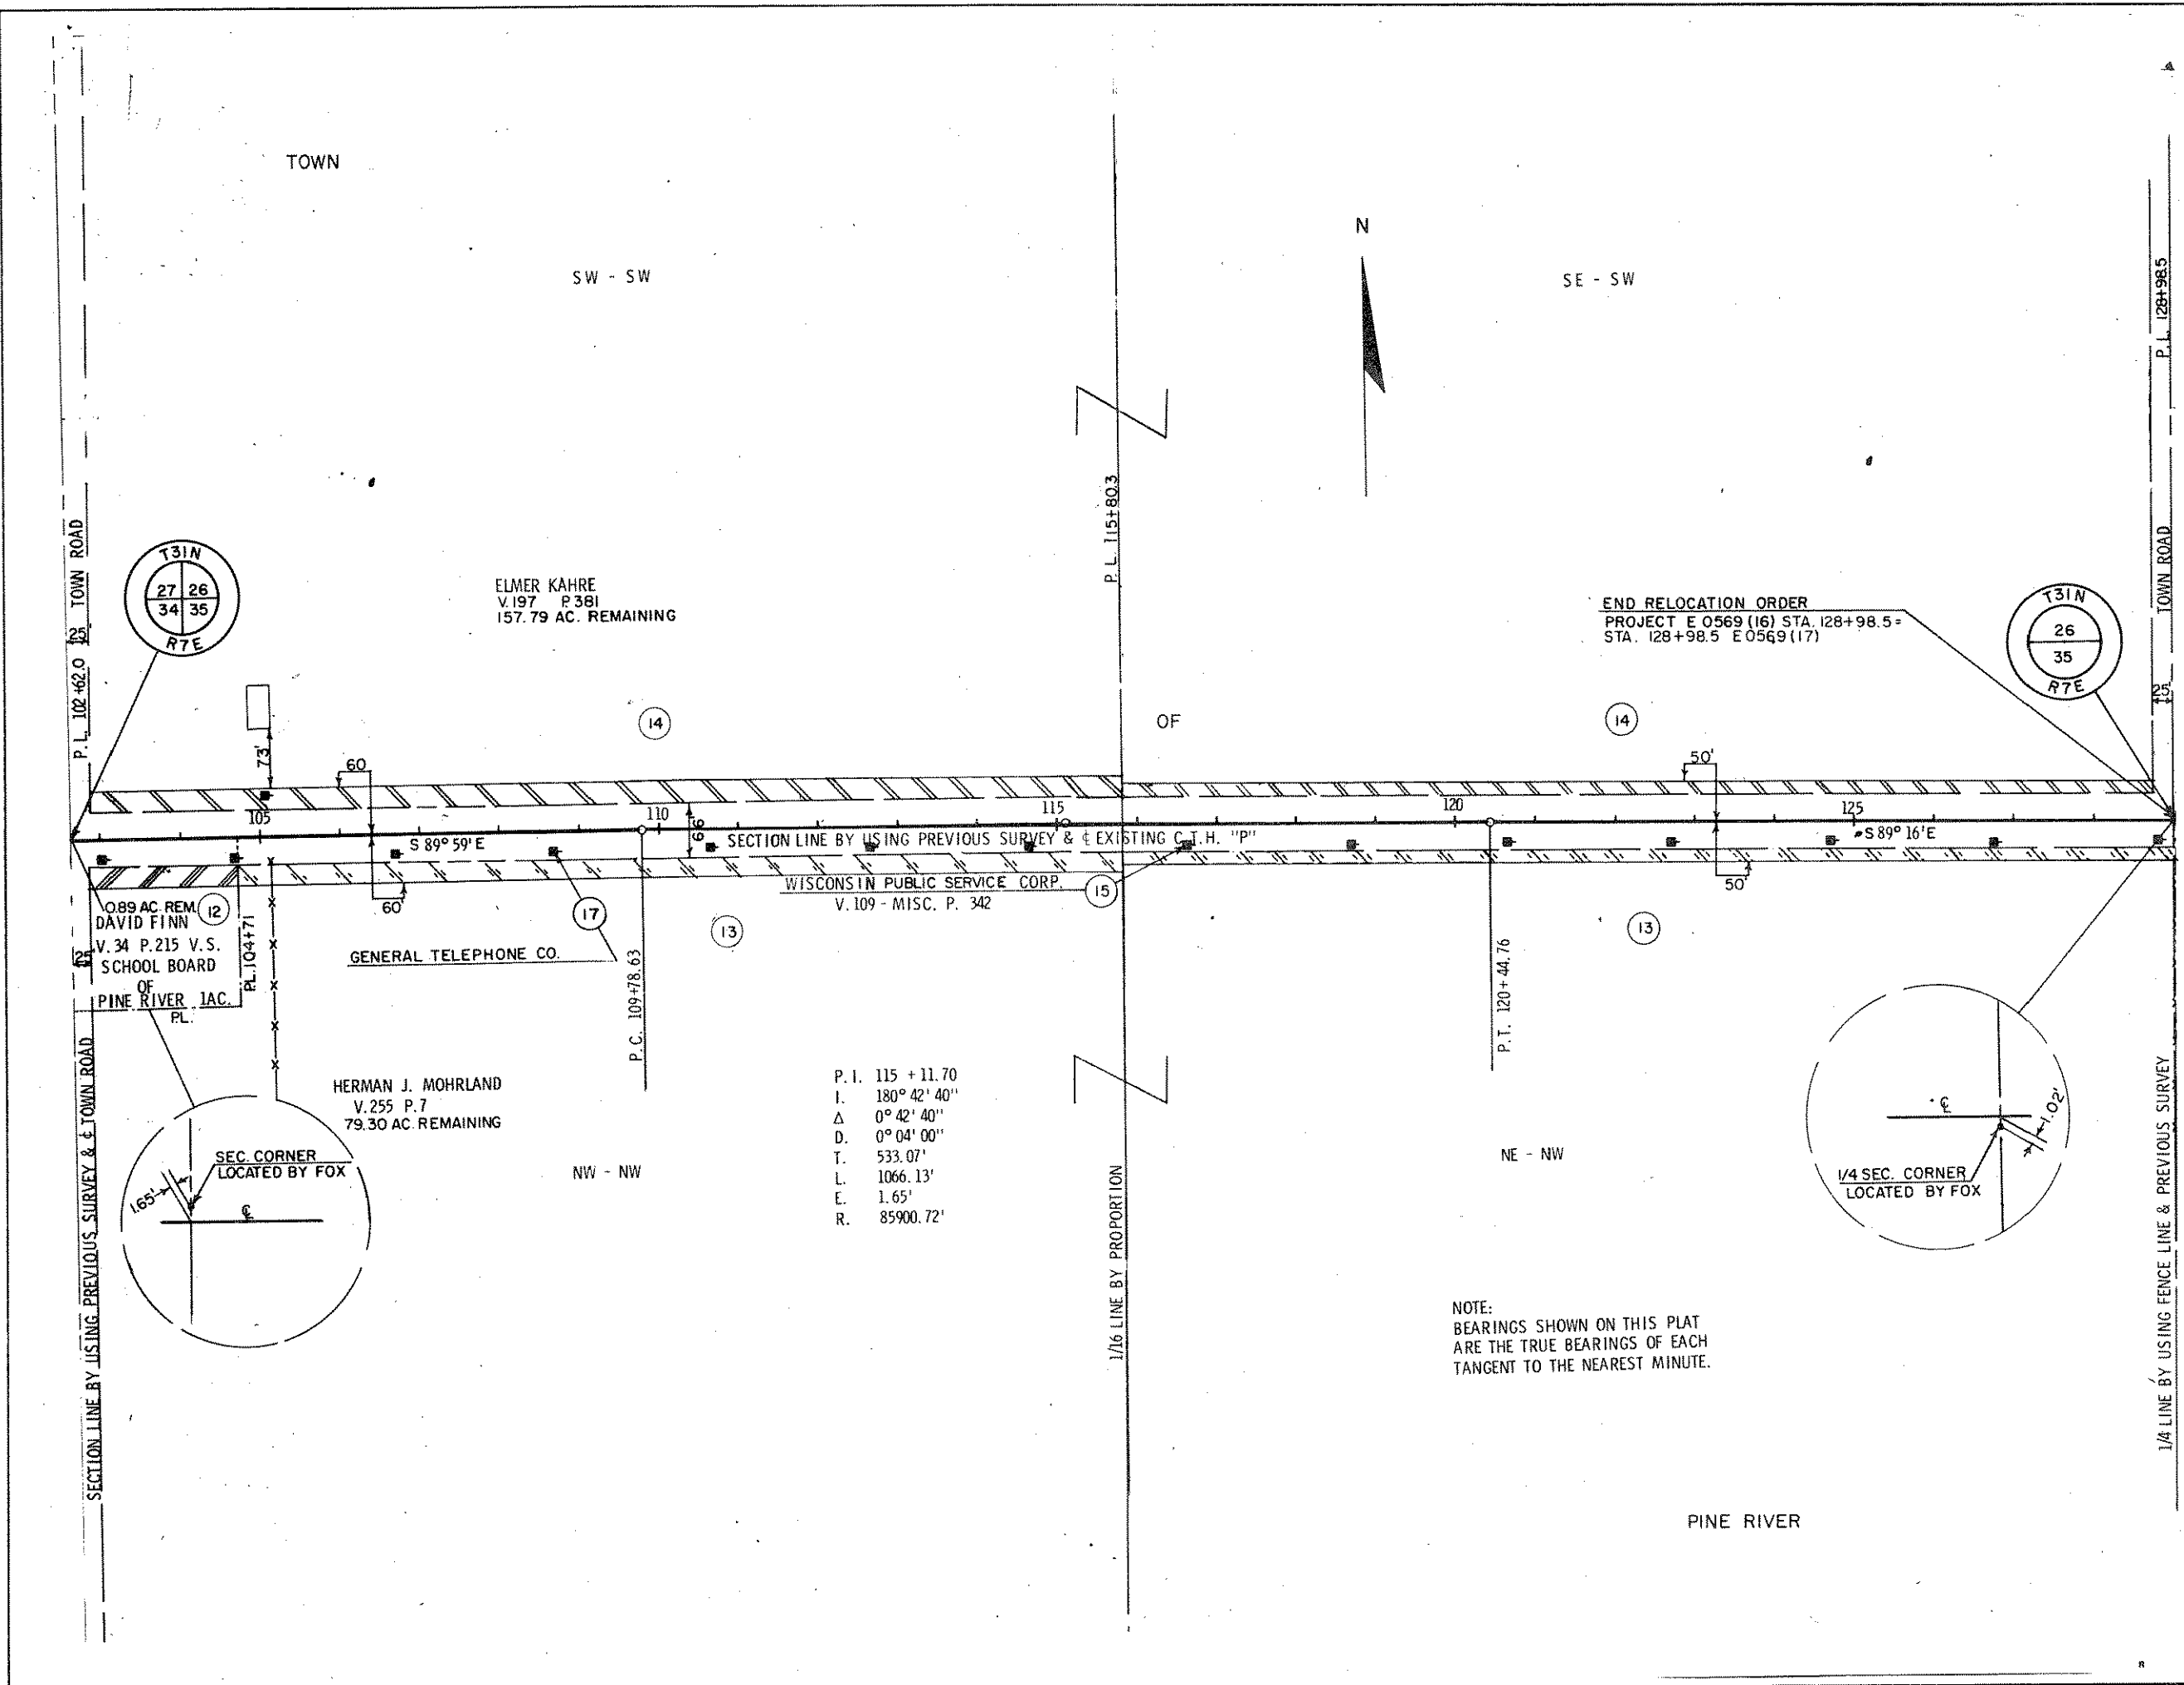 TOWN
N
SW - SW
SE - SW
P.L. 128+98.5
TOWN ROAD
25'
P.L. 102+62.0
TOWN ROAD
25'
T31N
27 26
34 35
R7E
ELMER KAHRE
V.197 P.381
157.79 AC. REMAINING
P.L. 115+80.3
END RELOCATION ORDER
PROJECT E 0569 (16) STA. 128+98.5 =
STA. 128+98.5 E 0569 (17)
T31N
26
35
R7E
14
OF
14
73'
60
50'
105
110
115
120
125
66'
S 89° 59' E
SECTION LINE BY USING PREVIOUS SURVEY & ℄ EXISTING C.T.H. "P"
S 89° 16' E
60'
50'
WISCONSIN PUBLIC SERVICE CORP.
V. 109 - MISC. P. 342
15
0.89 AC. REM.
12
DAVID FINN
V. 34 P.215 V.S.
SCHOOL BOARD
OF
PINE RIVER 1AC.
P.L.
P.L. 104+71
25'
17
13
13
GENERAL TELEPHONE CO.
P.C. 109+78.63
P.T. 120+44.76
HERMAN J. MOHRLAND
V.255 P.7
79.30 AC. REMAINING
P.I. 115 +11.70
I. 180° 42' 40"
Δ 0° 42' 40"
D. 0° 04' 00"
T. 533.07'
L. 1066.13'
E. 1.65'
R. 85900.72'
SEC. CORNER
LOCATED BY FOX
1.65'
℄
NW - NW
NE - NW
℄
1.02'
1/4 SEC. CORNER
LOCATED BY FOX
SECTION LINE BY USING PREVIOUS SURVEY & ℄ TOWN ROAD
1/16 LINE BY PROPORTION
1/4 LINE BY USING FENCE LINE & PREVIOUS SURVEY
NOTE:
BEARINGS SHOWN ON THIS PLAT
ARE THE TRUE BEARINGS OF EACH
TANGENT TO THE NEAREST MINUTE.
PINE RIVER